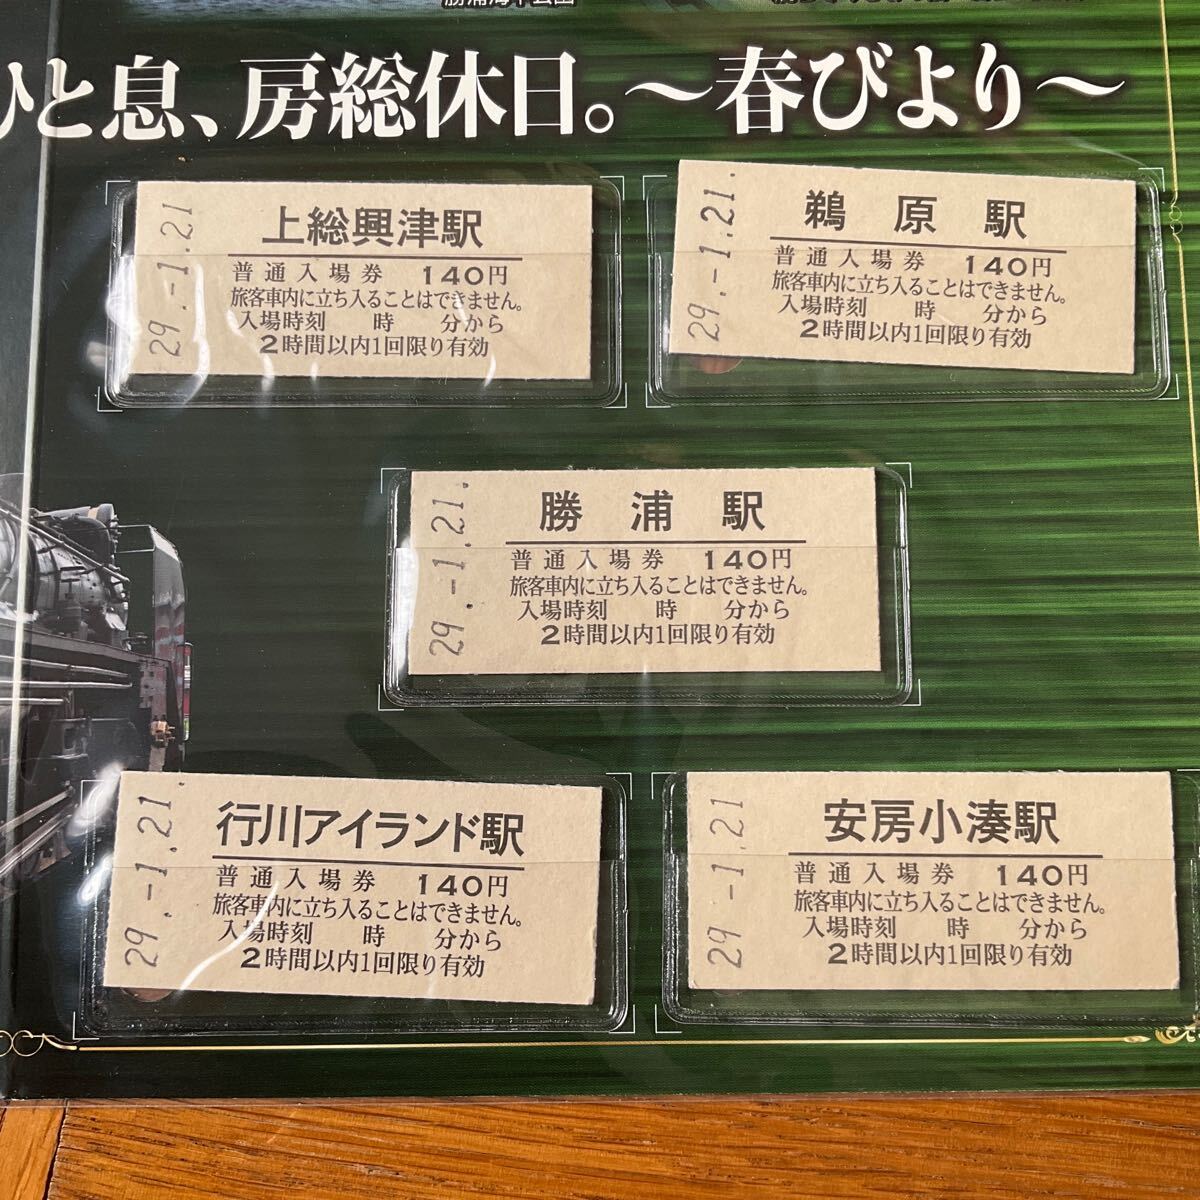 勝浦海中公園
ひと息、房総休日。～春びより～
29.-1.21
上総興津駅
普通入場券 140円
旅客車内に立ち入ることはできません。
入場時刻 時 分から
2時間以内1回限り有効
29.-1.21.
鵜原駅
普通入場券 140円
旅客車内に立ち入ることはできません。
入場時刻 時 分から
2時間以内1回限り有効
29.-1.21.
勝浦駅
普通入場券 140円
旅客車内に立ち入ることはできません。
入場時刻 時 分から
2時間以内1回限り有効
29.-1.21.
行川アイランド駅
普通入場券 140円
旅客車内に立ち入ることはできません。
入場時刻 時 分から
2時間以内1回限り有効
29.-1.21
安房小湊駅
普通入場券 140円
旅客車内に立ち入ることはできません。
入場時刻 時 分から
2時間以内1回限り有効